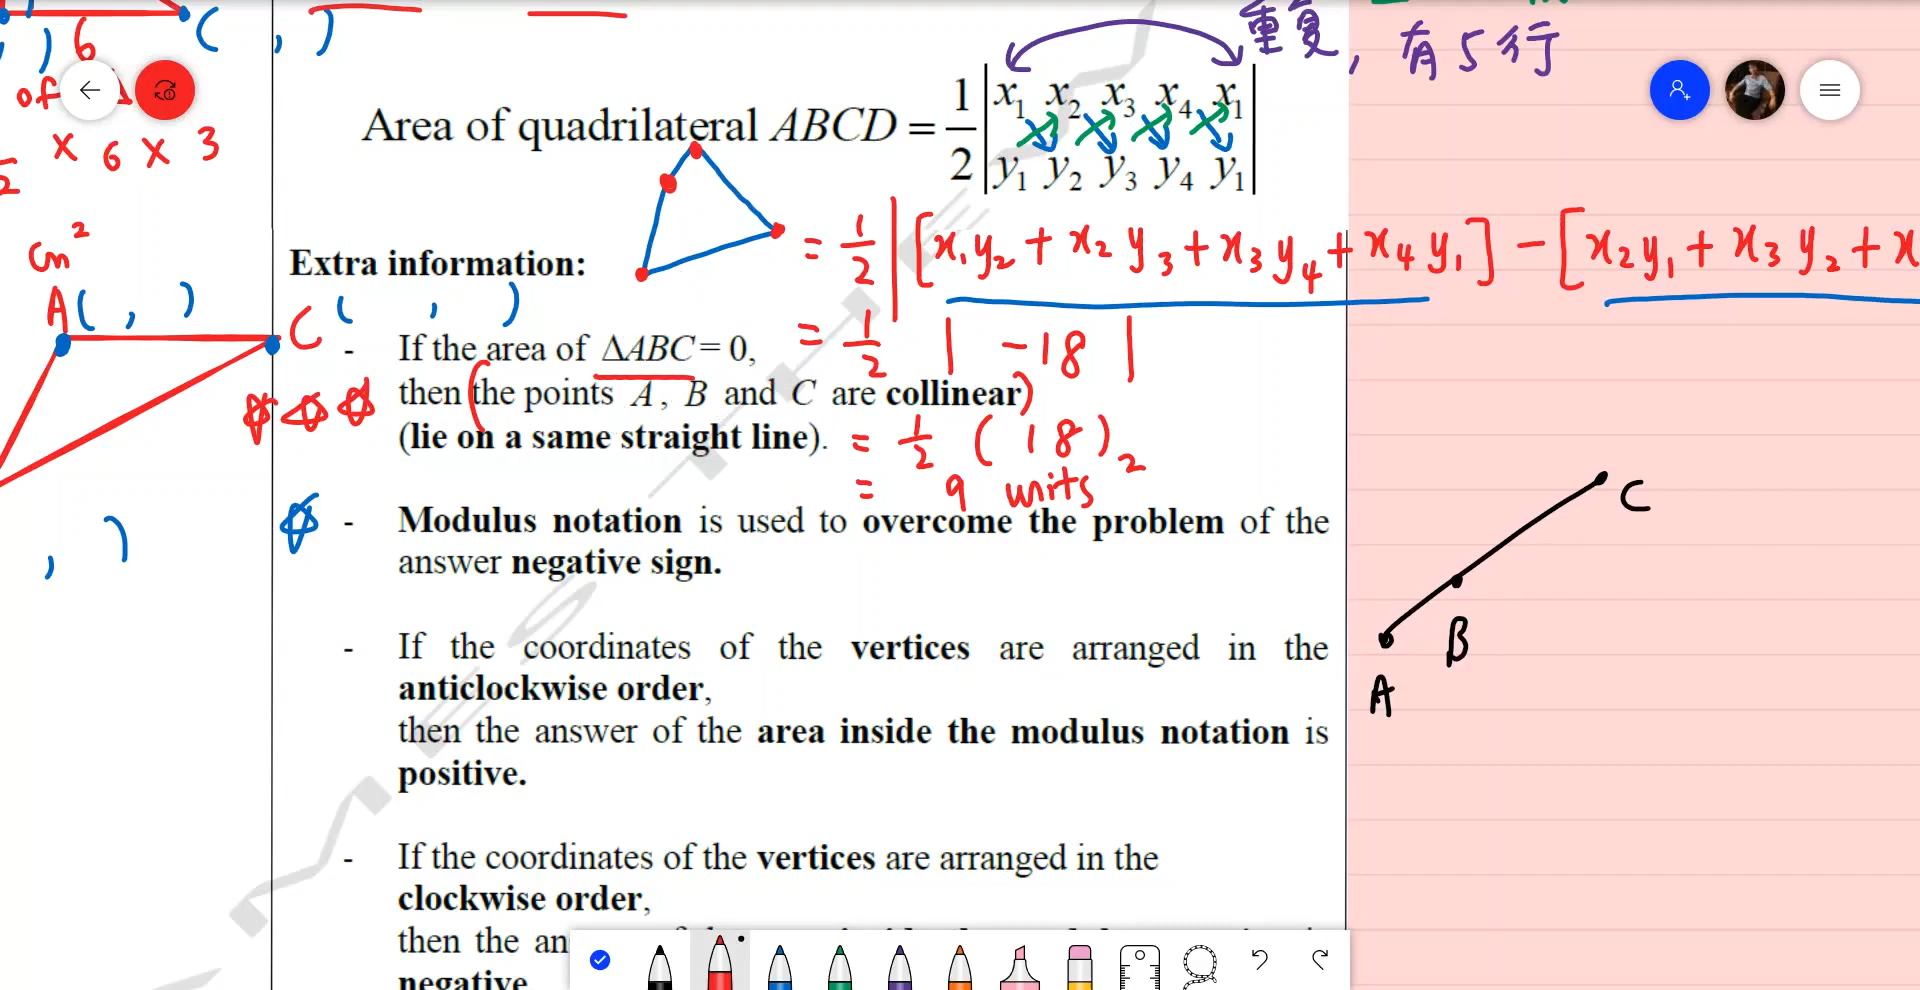 C ( , )
, ) 6
of
1/2 × 6 × 3
cm²
重复, 有5行
Area of quadrilateral ABCD = 1/2 | x₁ x₂ x₃ x₄ x₁ |
| y₁ y₂ y₃ y₄ y₁ |
= 1/2 | [x₁y₂ + x₂y₃ + x₃y₄ + x₄y₁] − [x₂y₁ + x₃y₂ + x
Extra information:
A( , ) C ( , )
= 1/2 | −18 |
- If the area of ΔABC = 0,
then (the points A, B and C are collinear)
(lie on a same straight line).
= 1/2 (18)
= 9 units²
, )
- Modulus notation is used to overcome the problem of the
answer negative sign.
- If the coordinates of the vertices are arranged in the
anticlockwise order,
then the answer of the area inside the modulus notation is
positive.
- If the coordinates of the vertices are arranged in the
clockwise order,
then the an
negative
C
B
A